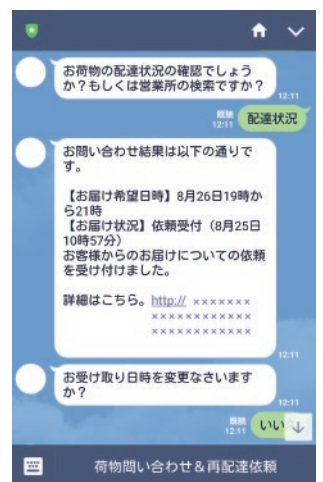 お荷物の配達状況の確認でしょう
か？もしくは営業所の検索ですか？
12:11
既読
12:11
配達状況
お問い合わせ結果は以下の通りで
す。
【お届け希望日時】8月26日19時か
ら21時
【お届け状況】依頼受付（8月25日
10時57分）
お客様からのお届けについての依頼
を受け付けました。
詳細はこちら。http:// ×××××××
××××××××××××
××××××××××××
12:11
お受け取り日時を変更なさいます
か？
12:11
既読
12:11
いい
荷物問い合わせ＆再配達依頼